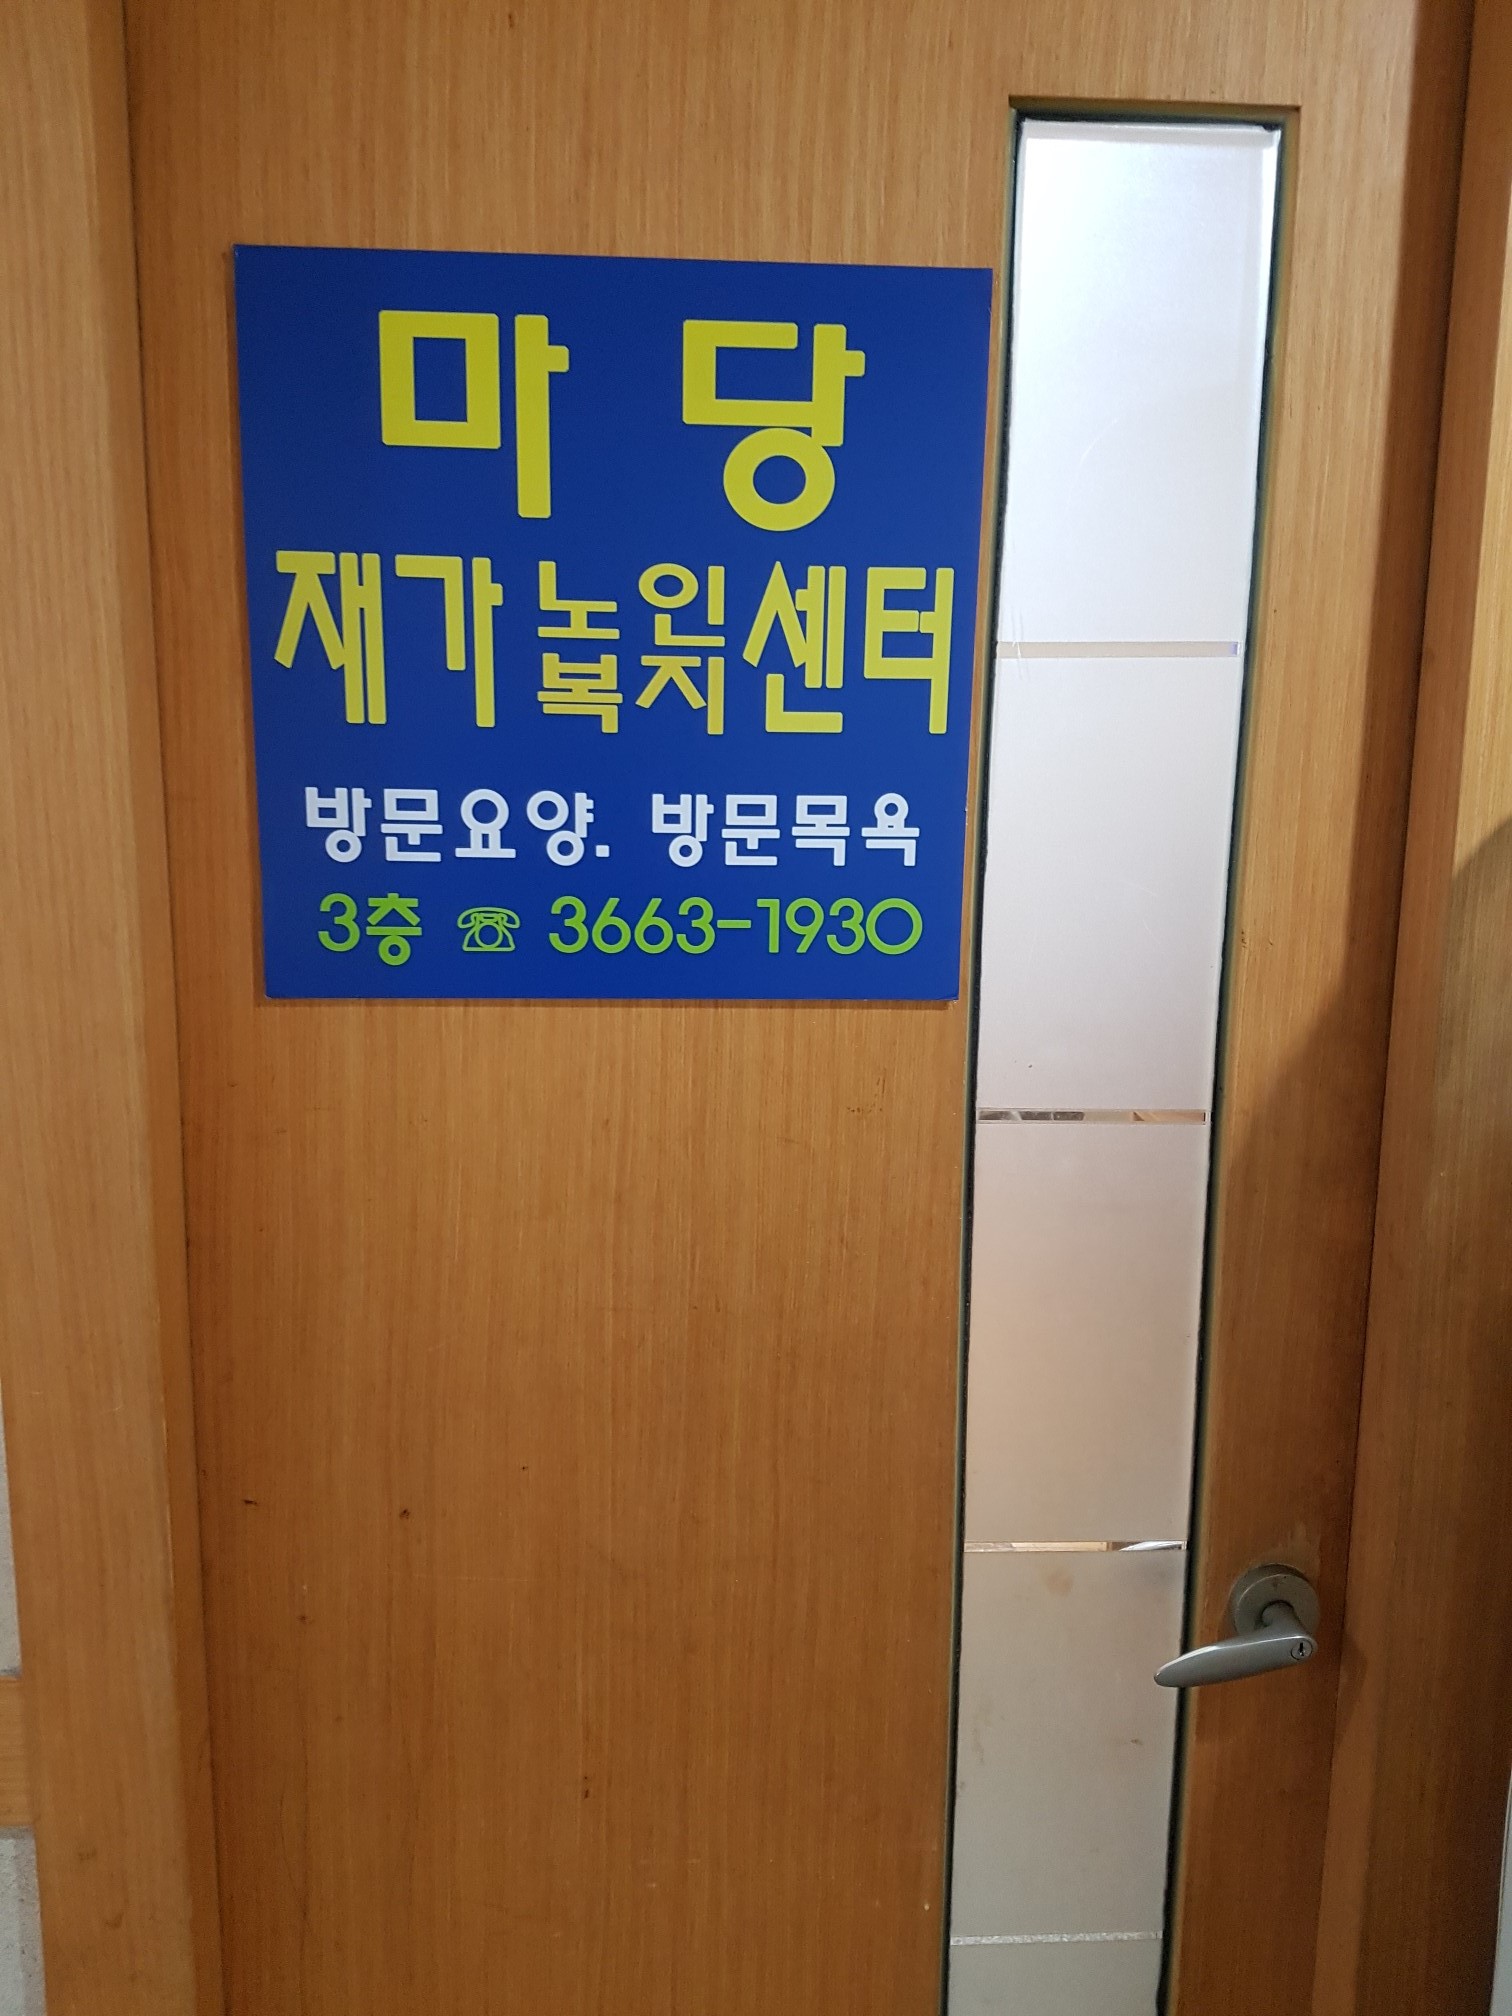 마당
재가노인복지센터
방문요양. 방문목욕
3층 ☏ 3663-1930